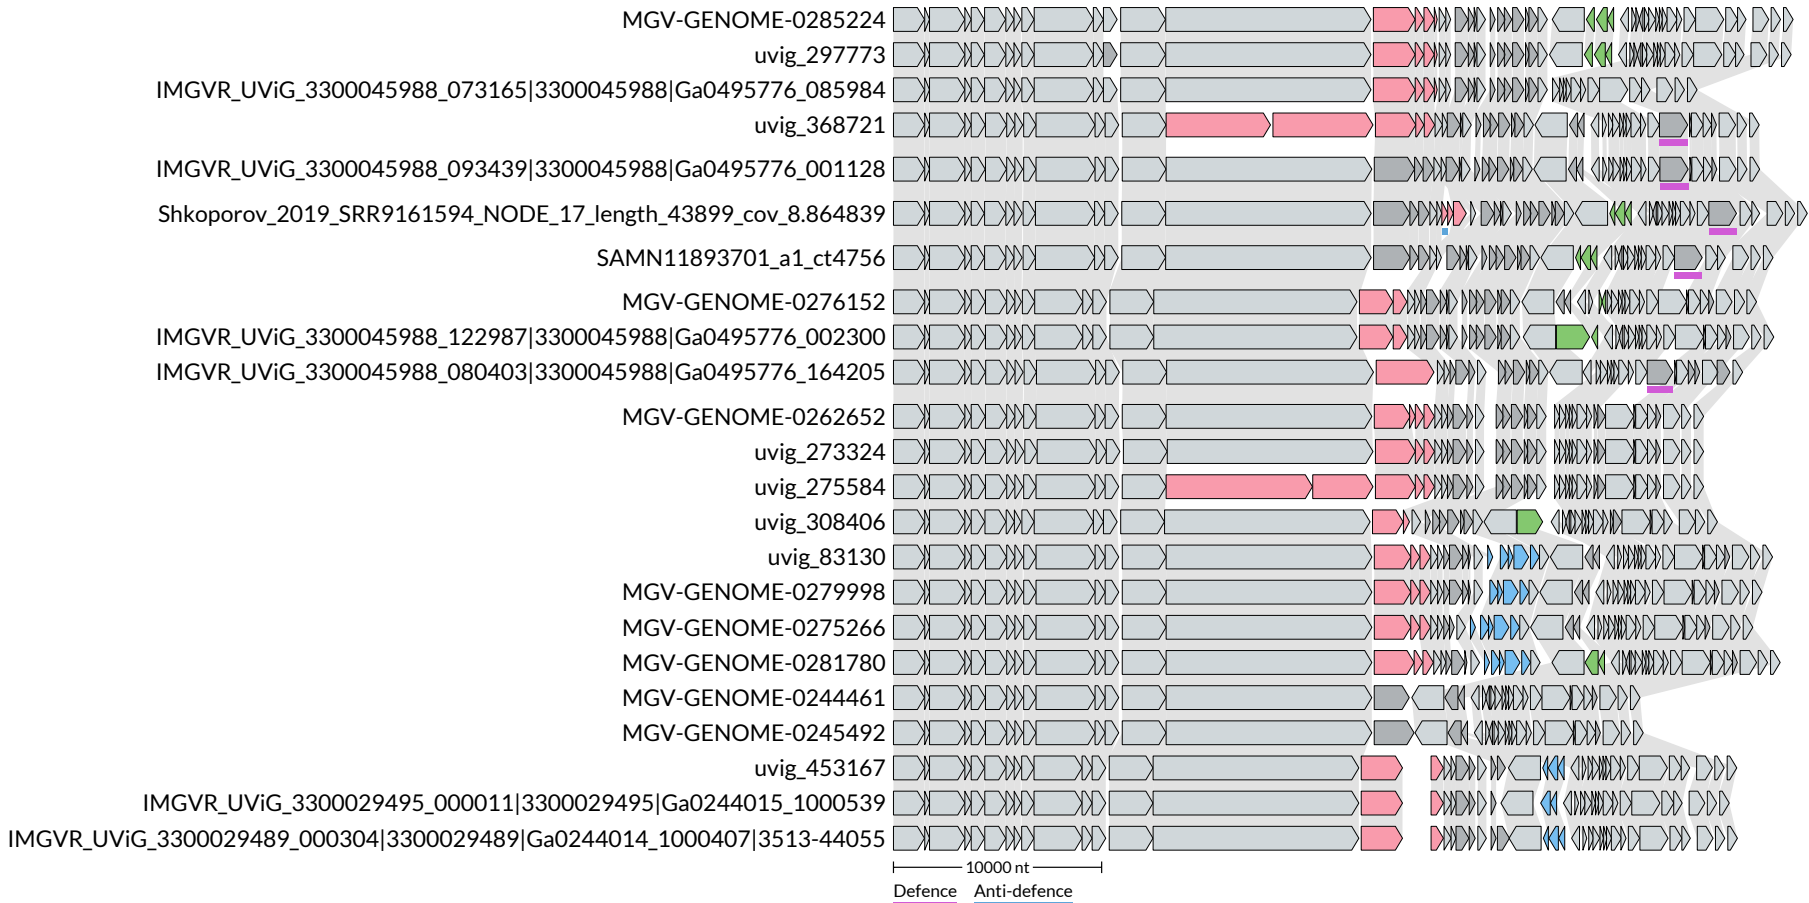 MGV-GENOME-0285224
uvig_297773
IMGVR_UViG_3300045988_073165|3300045988|Ga0495776_085984
uvig_368721
IMGVR_UViG_3300045988_093439|3300045988|Ga0495776_001128
Shkoporov_2019_SRR9161594_NODE_17_length_43899_cov_8.864839
SAMN11893701_a1_ct4756
MGV-GENOME-0276152
IMGVR_UViG_3300045988_122987|3300045988|Ga0495776_002300
IMGVR_UViG_3300045988_080403|3300045988|Ga0495776_164205
MGV-GENOME-0262652
uvig_273324
uvig_275584
uvig_308406
uvig_83130
MGV-GENOME-0279998
MGV-GENOME-0275266
MGV-GENOME-0281780
MGV-GENOME-0244461
MGV-GENOME-0245492
uvig_453167
IMGVR_UViG_3300029495_000011|3300029495|Ga0244015_1000539
IMGVR_UViG_3300029489_000304|3300029489|Ga0244014_1000407|3513-44055
10000 nt
Defence Anti-defence